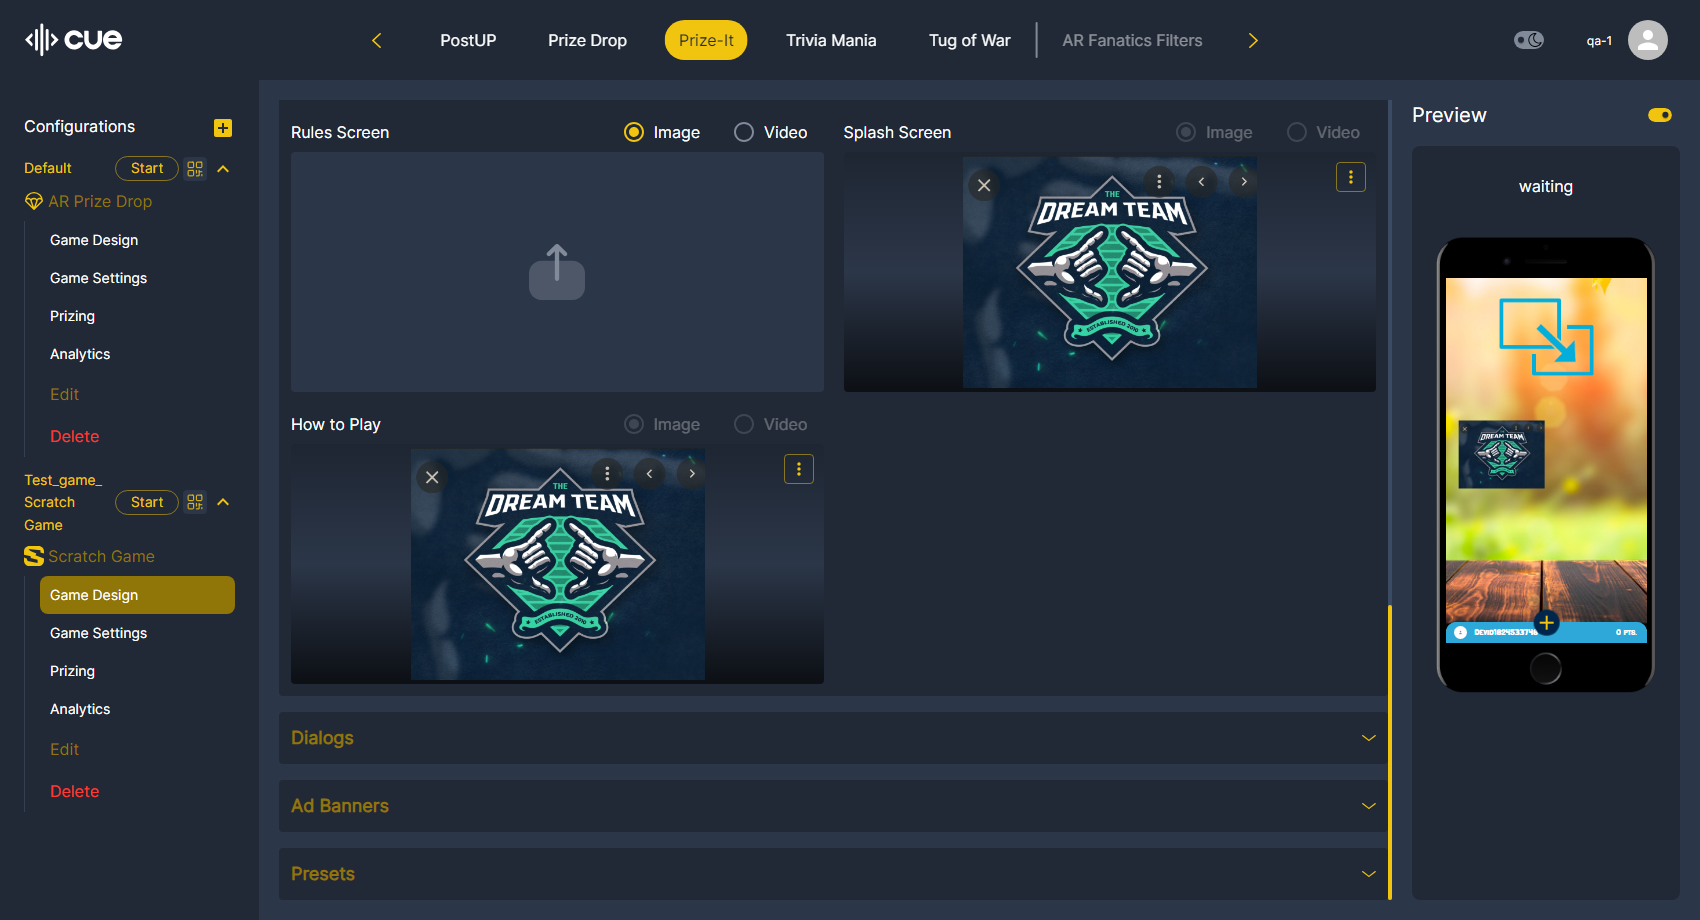 cue
PostUP
Prize Drop
Prize-It
Trivia Mania
Tug of War
AR Fanatics Filters
qa-1
Configurations
Default
Start
AR Prize Drop
Game Design
Game Settings
Prizing
Analytics
Edit
Delete
Test_game_
Scratch
Game
Start
Scratch Game
Game Design
Game Settings
Prizing
Analytics
Edit
Delete
Rules Screen
Image
Video
Splash Screen
Image
Video
THE
DREAM TEAM
ESTABLISHED 2010
How to Play
Image
Video
THE
DREAM TEAM
ESTABLISHED 2010
Dialogs
Ad Banners
Presets
Preview
waiting
DREAM TEAM
0 PTS.